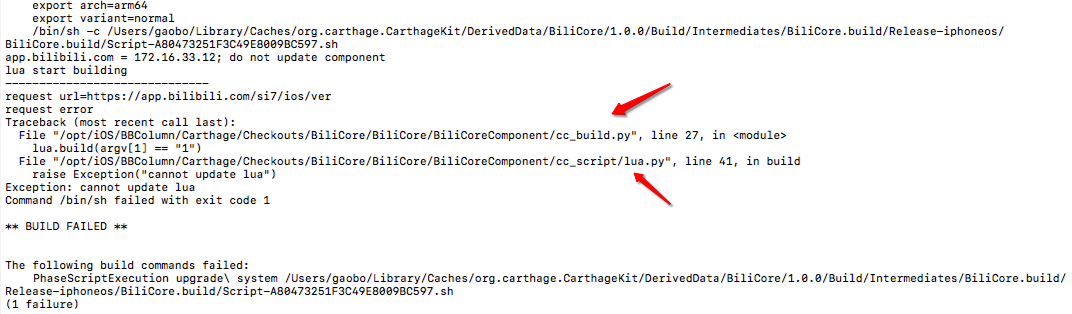 export arch=arm64
export variant=normal
/bin/sh -c /Users/gaobo/Library/Caches/org.carthage.CarthageKit/DerivedData/BiliCore/1.0.0/Build/Intermediates/BiliCore.build/Release-iphoneos/
BiliCore.build/Script-A80473251F3C49E8009BC597.sh
app.bilibili.com = 172.16.33.12; do not update component
lua start building
------------------------------
request url=https://app.bilibili.com/si7/ios/ver
request error
Traceback (most recent call last):
File "/opt/iOS/BBColumn/Carthage/Checkouts/BiliCore/BiliCore/BiliCoreComponent/cc_build.py", line 27, in <module>
lua.build(argv[1] == "1")
File "/opt/iOS/BBColumn/Carthage/Checkouts/BiliCore/BiliCore/BiliCoreComponent/cc_script/lua.py", line 41, in build
raise Exception("cannot update lua")
Exception: cannot update lua
Command /bin/sh failed with exit code 1
** BUILD FAILED **
The following build commands failed:
PhaseScriptExecution upgrade\ system /Users/gaobo/Library/Caches/org.carthage.CarthageKit/DerivedData/BiliCore/1.0.0/Build/Intermediates/BiliCore.build/
Release-iphoneos/BiliCore.build/Script-A80473251F3C49E8009BC597.sh
(1 failure)